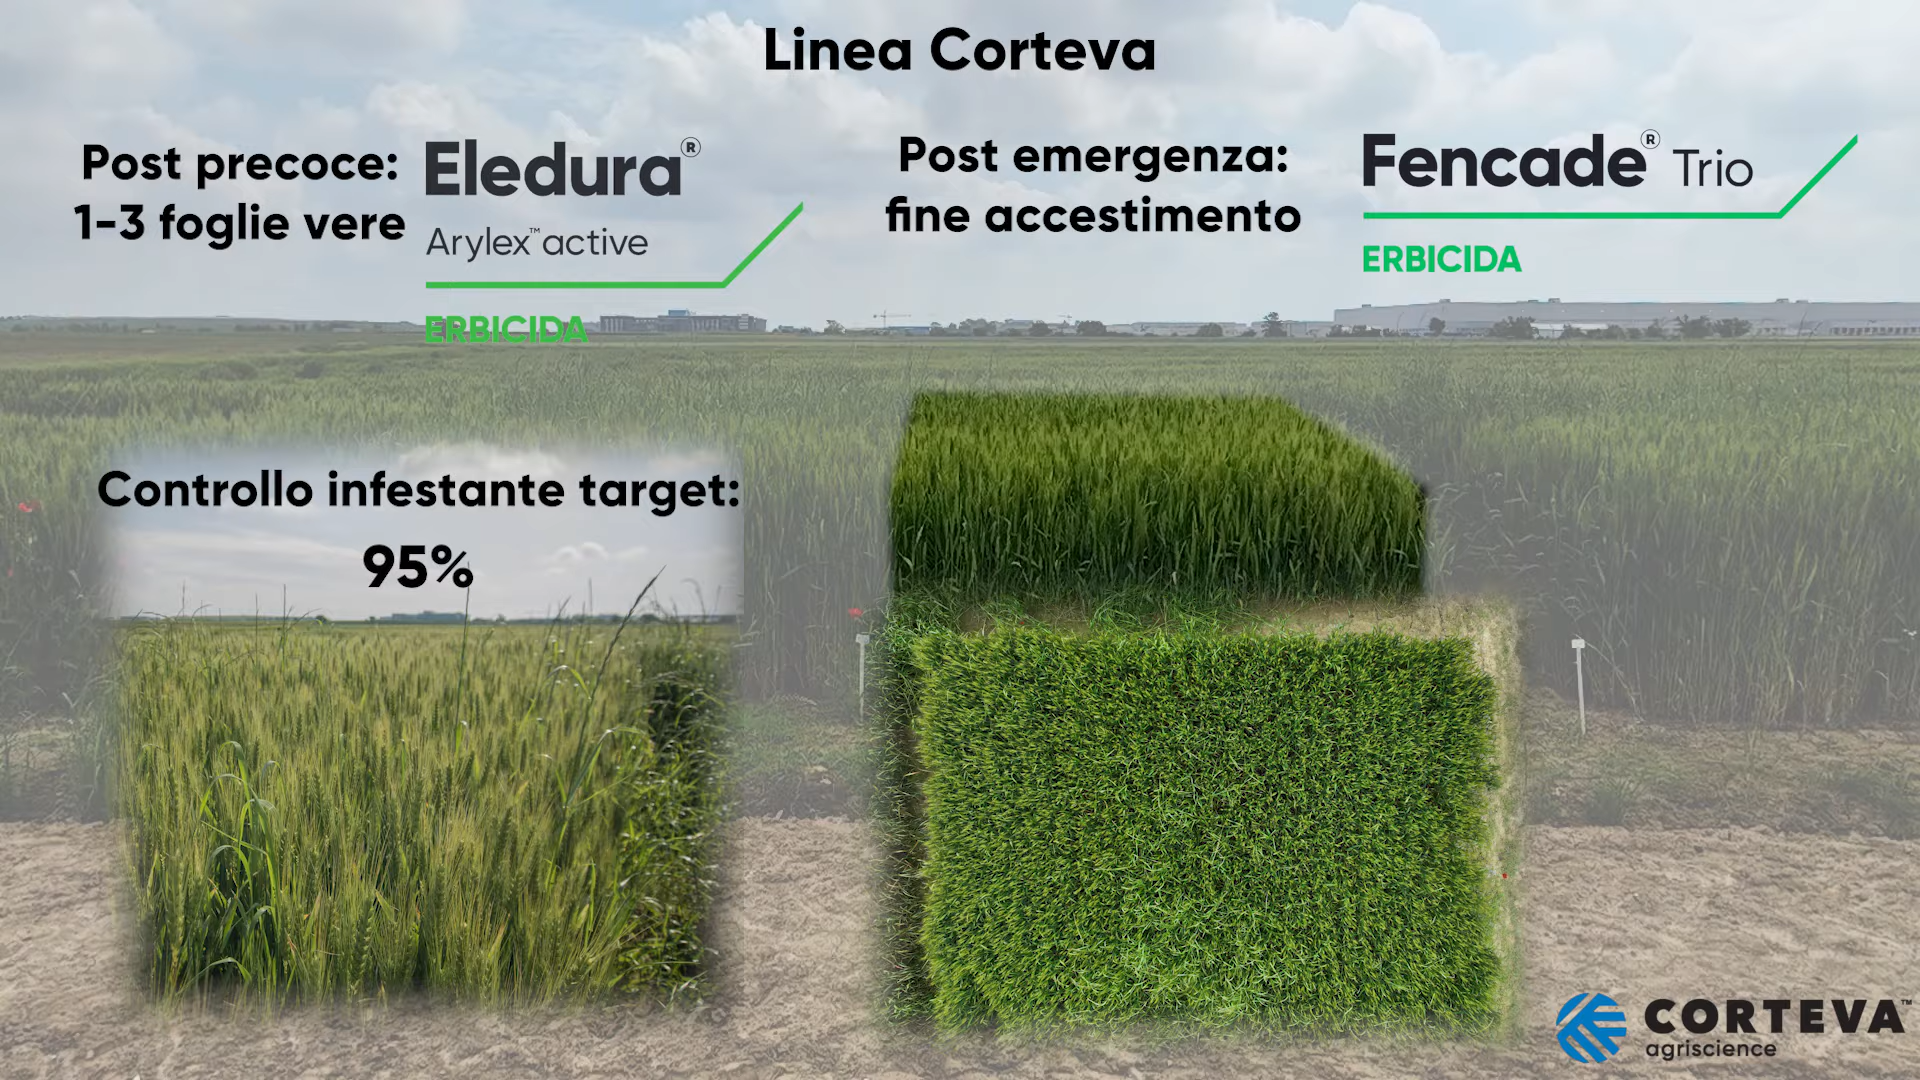 Linea Corteva
Post precoce:
1-3 foglie vere
Eledura®
Arylex™ active
ERBICIDA
Post emergenza:
fine accestimento
Fencade® Trio
ERBICIDA
Controllo infestante target:
95%
CORTEVA™
agriscience